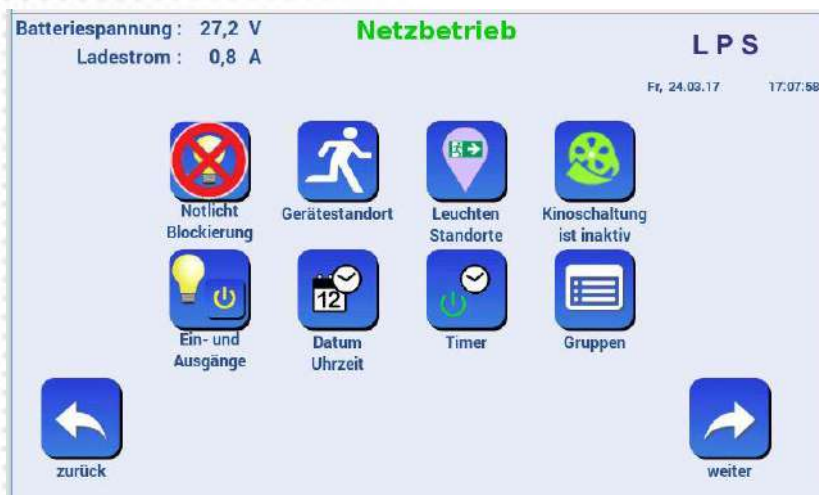 Batteriespannung : 27,2 V
Netzbetrieb
LPS
Ladestrom : 0,8 A
Fr, 24.03.17 17:07:58
Notlicht
Blockierung
Gerätestandort
Leuchten
Standorte
Kinoschaltung
ist inaktiv
Ein- und
Ausgänge
12
Datum
Uhrzeit
Timer
Gruppen
zurück
weiter